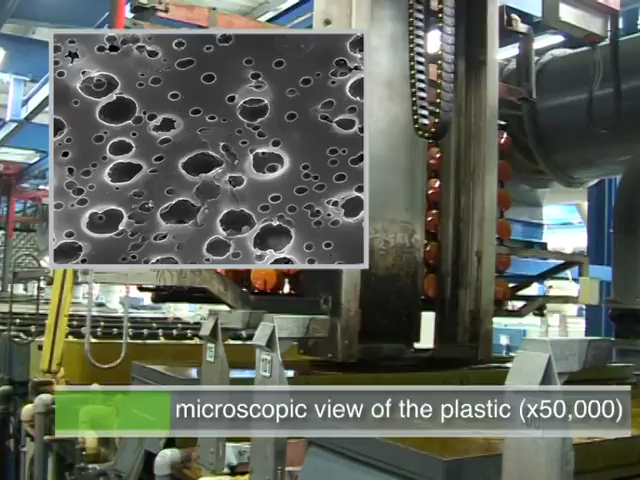 microscopic view of the plastic (x50,000)